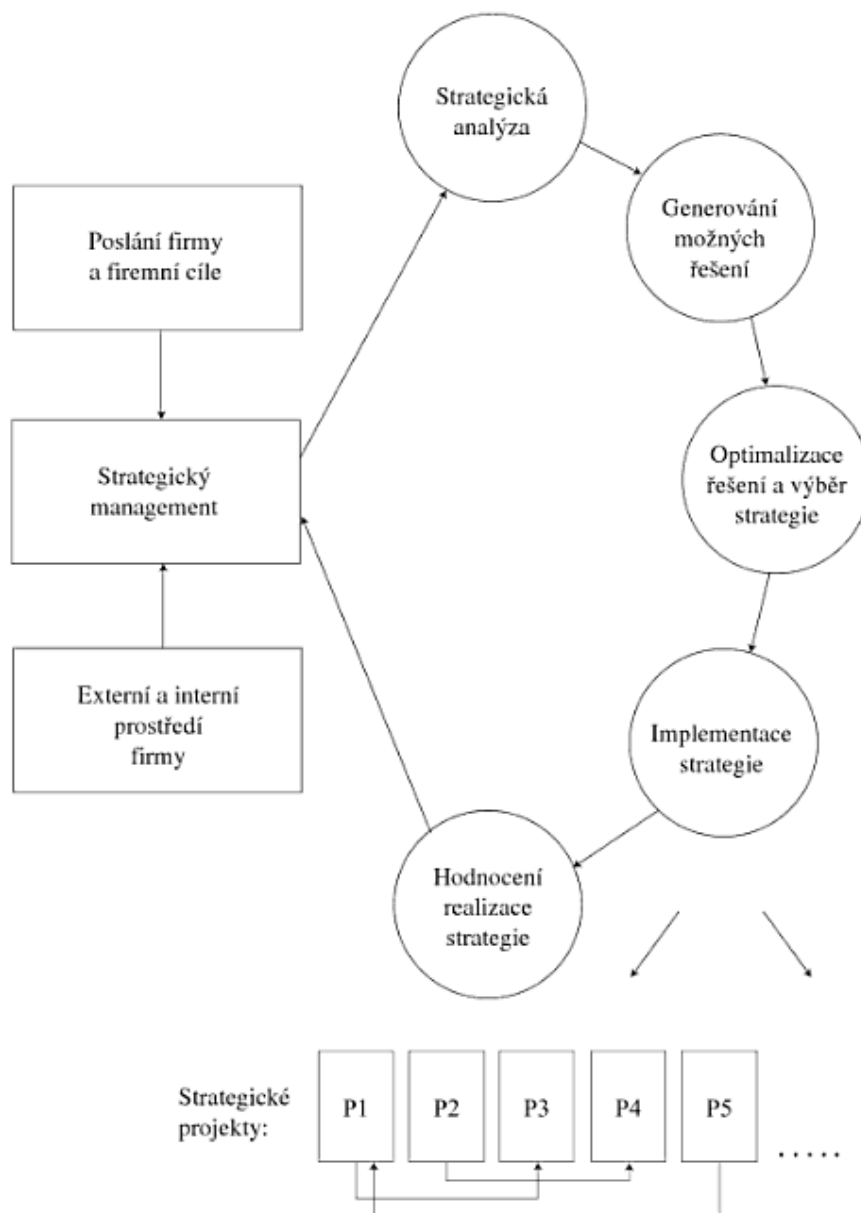 Strategická
analýza
Generování
možných
řešení
Poslání firmy
a firemní cíle
Strategický
management
Optimalizace
řešení a výběr
strategie
Externí a interní
prostředí
firmy
Implementace
strategie
Hodnocení
realizace
strategie
Strategické
projekty:
P1
P2
P3
P4
P5
.....